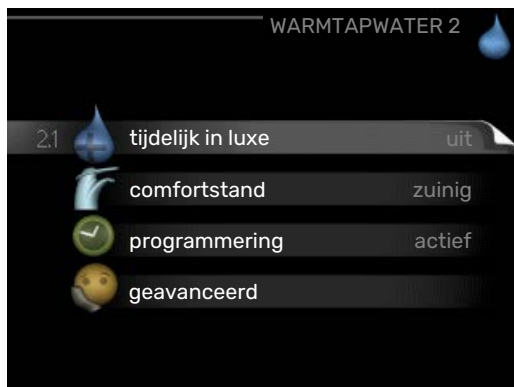 WARMTAPWATER 2
2.1 tijdelijk in luxe uit
comfortstand zuinig
programmering actief
geavanceerd